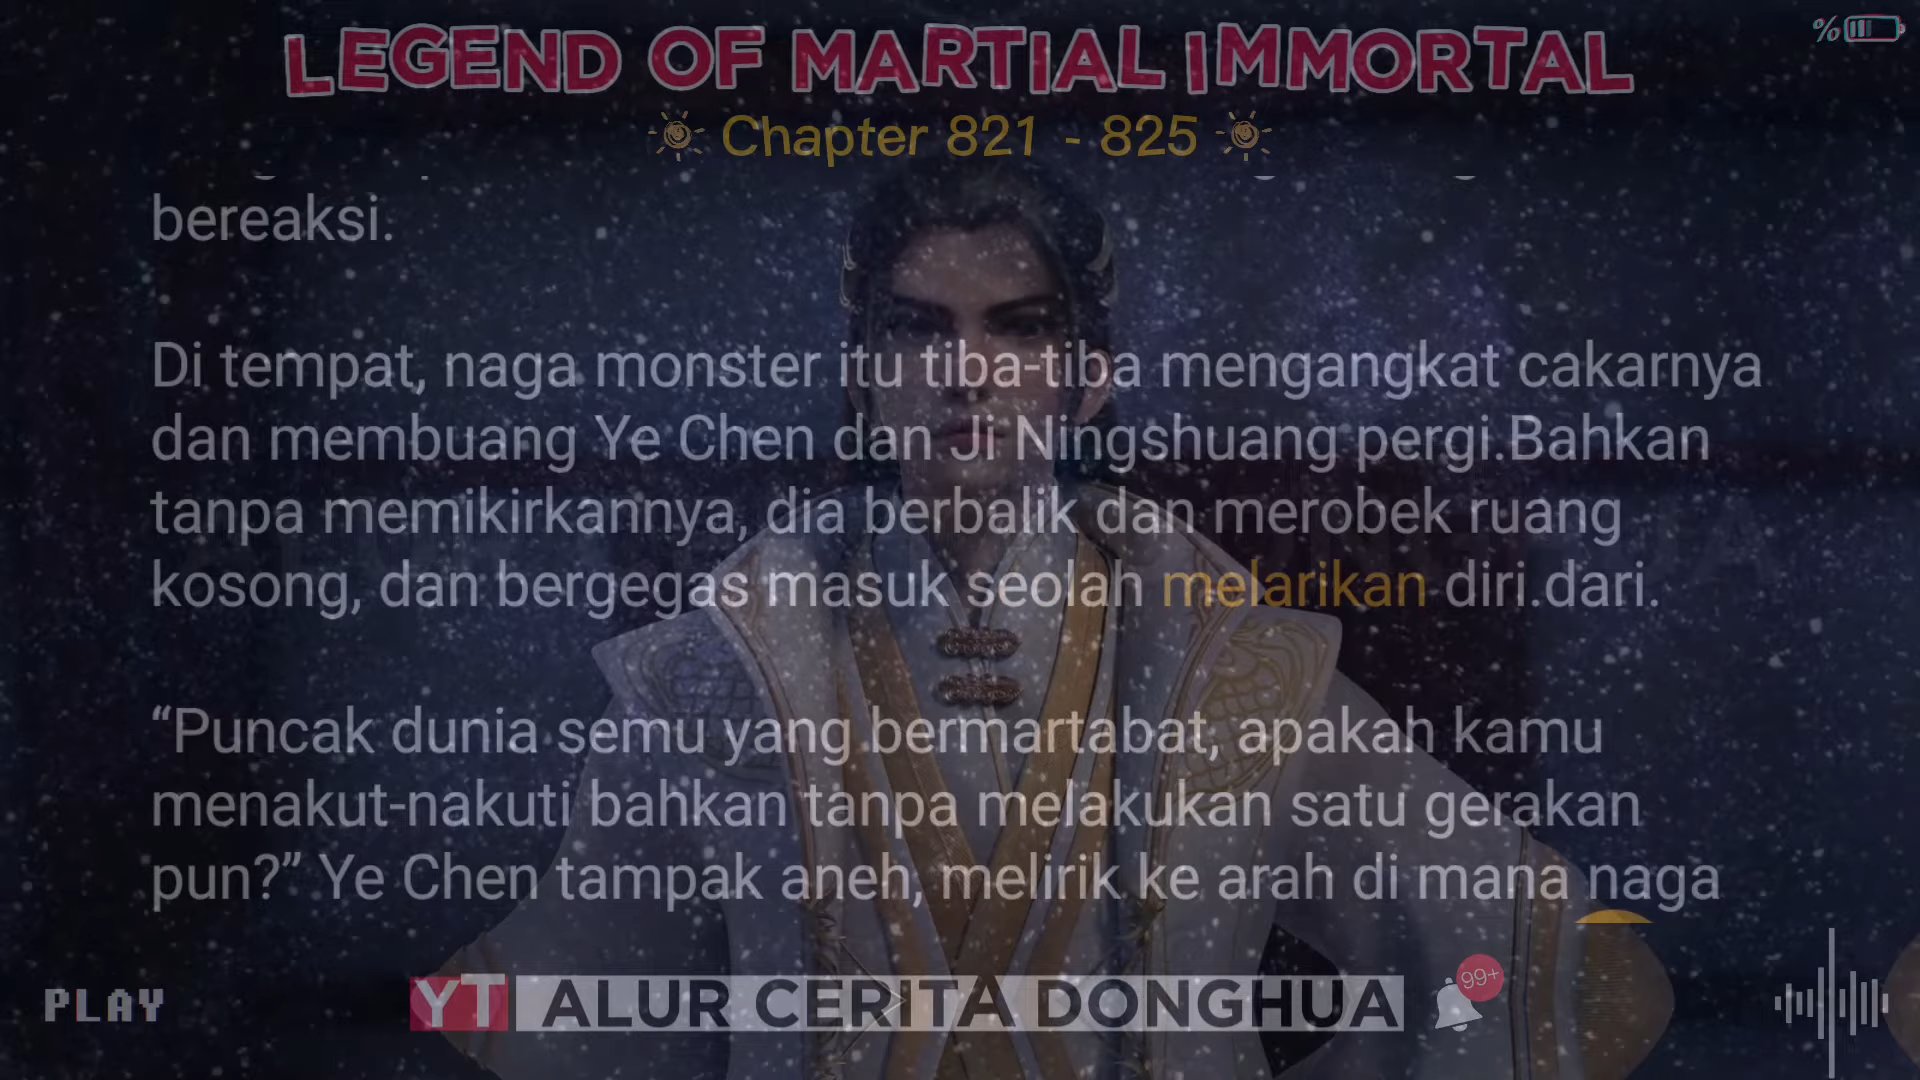 LEGEND OF MARTIAL IMMORTAL
%
Chapter 821 - 825
bereaksi.
Di tempat, naga monster itu tiba-tiba mengangkat cakarnya
dan membuang Ye Chen dan Ji Ningshuang pergi.Bahkan
tanpa memikirkannya, dia berbalik dan merobek ruang
kosong, dan bergegas masuk seolah melarikan diri.dari.
“Puncak dunia semu yang bermartabat, apakah kamu
menakut-nakuti bahkan tanpa melakukan satu gerakan
pun?” Ye Chen tampak aneh, melirik ke arah di mana naga
PLAY
YT ALUR CERITA DONGHUA
99+